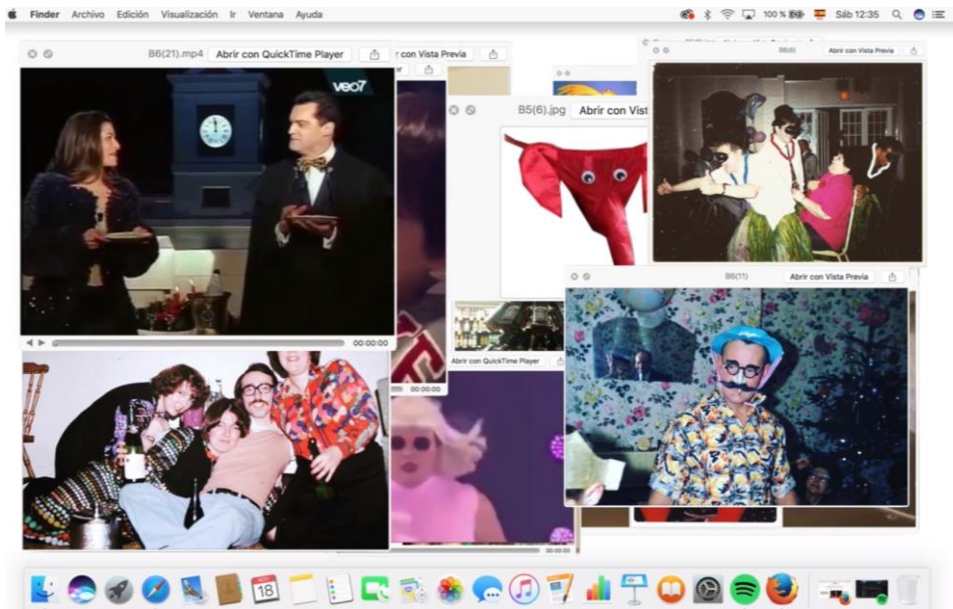 Finder Archivo Edición Visualización Ir Ventana Ayuda
100 % Sáb 12:35
B6(21).mp4 Abrir con QuickTime Player
r con Vista Previa
veo7
00:00:00
B5(6).jpg Abrir con Vist
B6(6) Abrir con Vista Previa
B6(11) Abrir con Vista Previa
Abrir con QuickTime Player
00:00:00
00:00:00
NOV
18